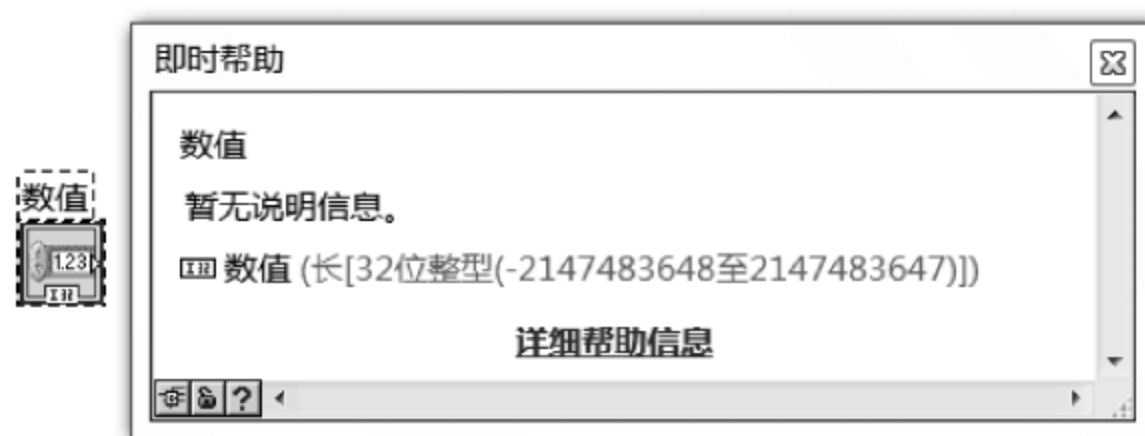 即时帮助
数值
暂无说明信息。
数值
1.23
I32
I32 数值 (长[32位整型(-2147483648至2147483647)])
详细帮助信息
?